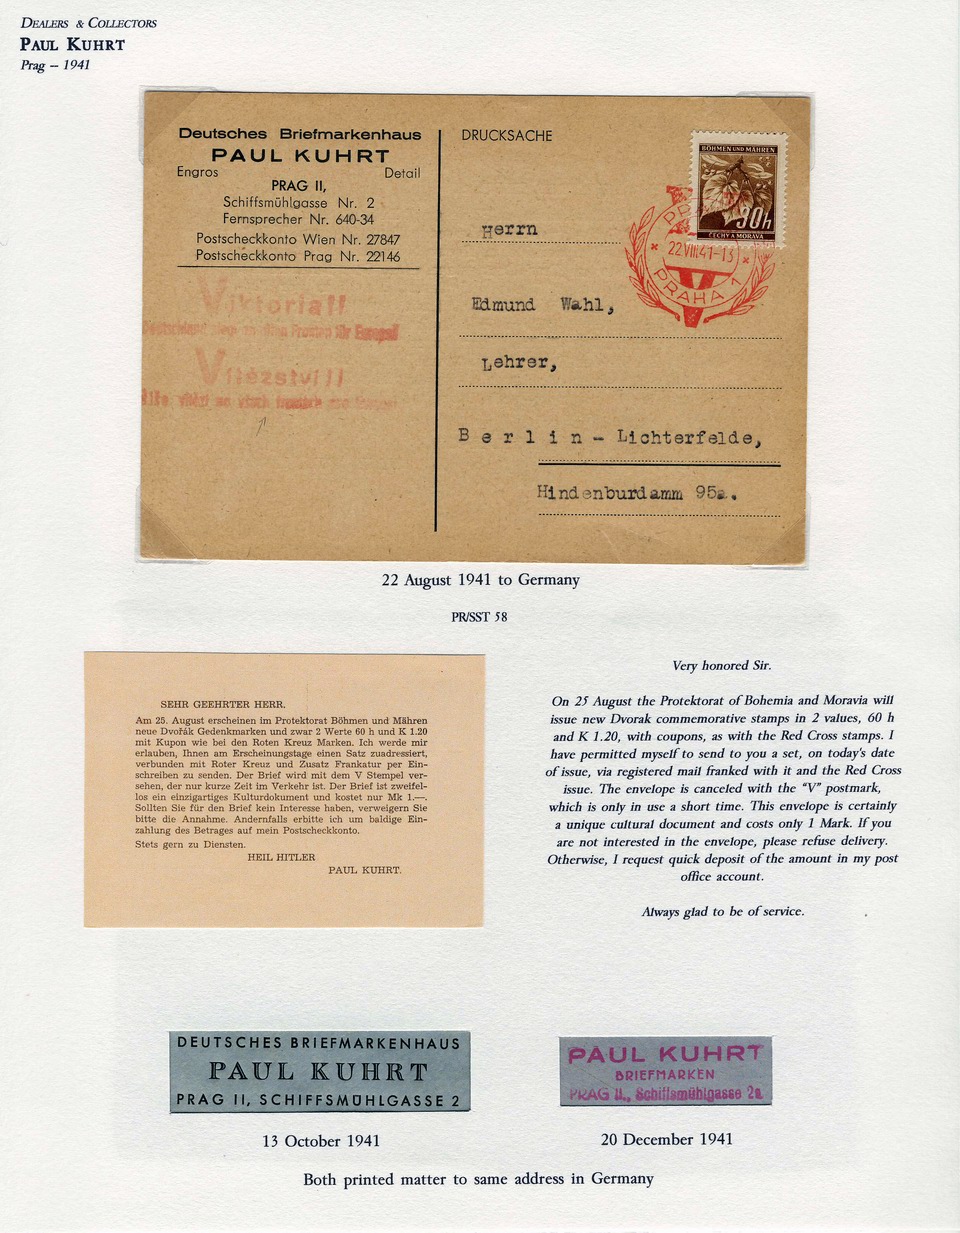 DEALERS & COLLECTORS
PAUL KUHRT
Prag – 1941
Deutsches Briefmarkenhaus
PAUL KUHRT
Engros Detail
PRAG II,
Schiffsmühlgasse Nr. 2
Fernsprecher Nr. 640-34
Postscheckkonto Wien Nr. 27847
Postscheckkonto Prag Nr. 22146
Viktoria!!
Deutschland an allen Fronten für Europa!!
Vítězství!!
DRUCKSACHE
BÖHMEN UND MÄHREN
30h
ČECHY A MORAVA
22.VIII.41-13
PRAHA 1
Herrn
Edmund Wahl,
Lehrer,
Berlin - Lichterfelde,
Hindenburdamm 95a.
22 August 1941 to Germany
PR/SST 58
SEHR GEEHRTER HERR.
Am 25. August erscheinen im Protektorat Böhmen und Mähren
neue Dvořák Gedenkmarken und zwar 2 Werte 60 h und K 1.20
mit Kupon wie bei den Roten Kreuz Marken. Ich werde mir
erlauben, Ihnen am Erscheinungstage einen Satz zuadressiert,
verbunden mit Roter Kreuz und Zusatz Frankatur per Ein-
schreiben zu senden. Der Brief wird mit dem V Stempel ver-
sehen, der nur kurze Zeit im Verkehr ist. Der Brief ist zweifel-
los ein einzigartiges Kulturdokument und kostet nur Mk 1.—.
Sollten Sie für den Brief kein Interesse haben, verweigern Sie
bitte die Annahme. Andernfalls erbitte ich um baldige Ein-
zahlung des Betrages auf mein Postscheckkonto.
Stets gern zu Diensten.
HEIL HITLER
PAUL KUHRT.
Very honored Sir.
On 25 August the Protektorat of Bohemia and Moravia will
issue new Dvorak commemorative stamps in 2 values, 60 h
and K 1.20, with coupons, as with the Red Cross stamps. I
have permitted myself to send to you a set, on today's date
of issue, via registered mail franked with it and the Red Cross
issue. The envelope is canceled with the "V" postmark,
which is only in use a short time. This envelope is certainly
a unique cultural document and costs only 1 Mark. If you
are not interested in the envelope, please refuse delivery.
Otherwise, I request quick deposit of the amount in my post
office account.
Always glad to be of service.
DEUTSCHES BRIEFMARKENHAUS
PAUL KUHRT
PRAG II, SCHIFFSMÜHLGASSE 2
PAUL KUHRT
BRIEFMARKEN
PRAG II., Schiffsmühlgasse 2a
13 October 1941
20 December 1941
Both printed matter to same address in Germany